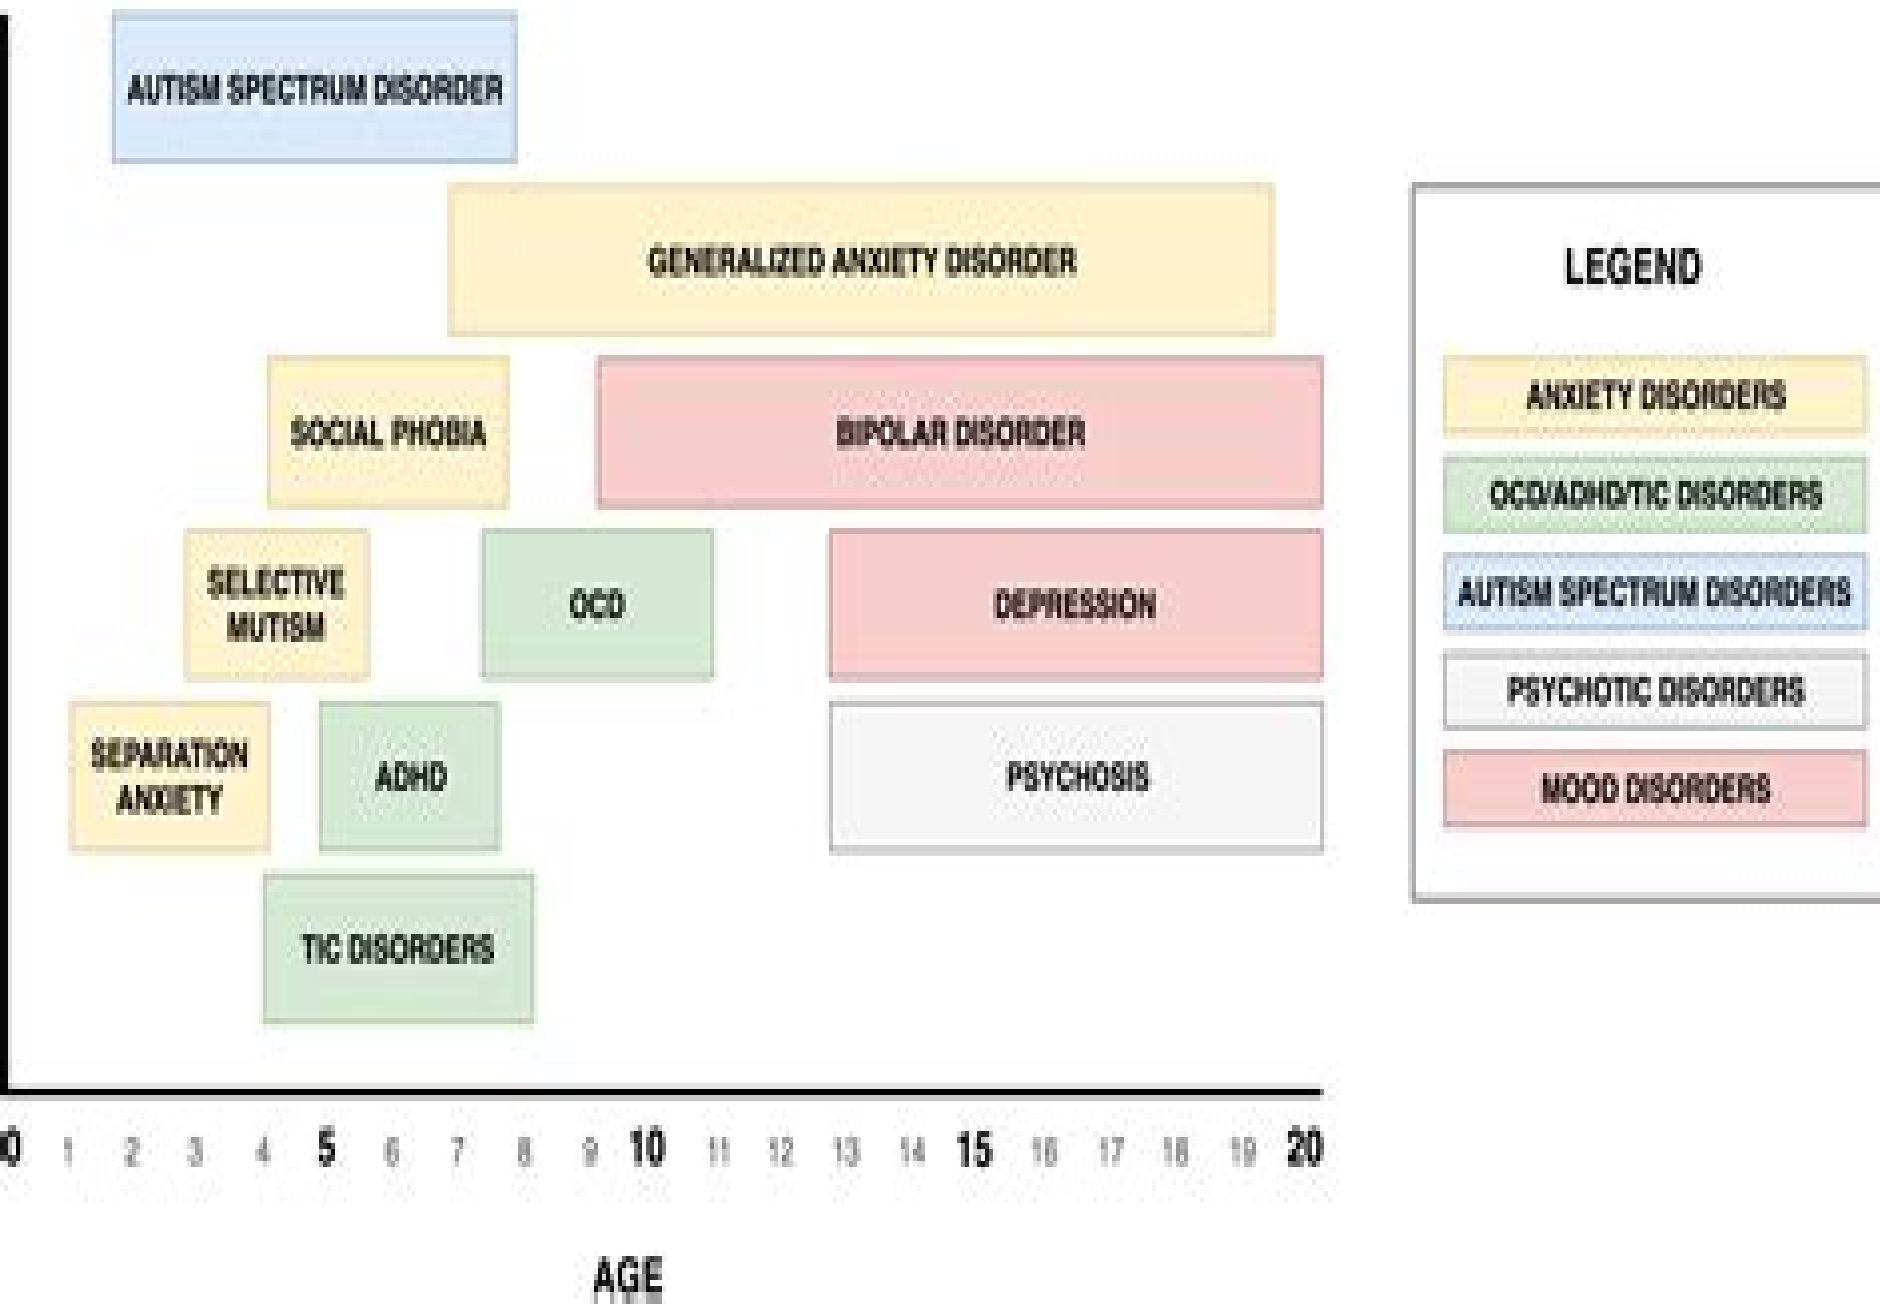 AUTISM SPECTRUM DISORDER
GENERALIZED ANXIETY DISORDER
SOCIAL PHOBIA
BIPOLAR DISORDER
SELECTIVE
MUTISM
OCD
DEPRESSION
SEPARATION
ANXIETY
ADHD
PSYCHOSIS
TIC DISORDERS
0 1 2 3 4 5 6 7 8 9 10 11 12 13 14 15 16 17 18 19 20
AGE
LEGEND
ANXIETY DISORDERS
OCD/ADHD/TIC DISORDERS
AUTISM SPECTRUM DISORDERS
PSYCHOTIC DISORDERS
MOOD DISORDERS